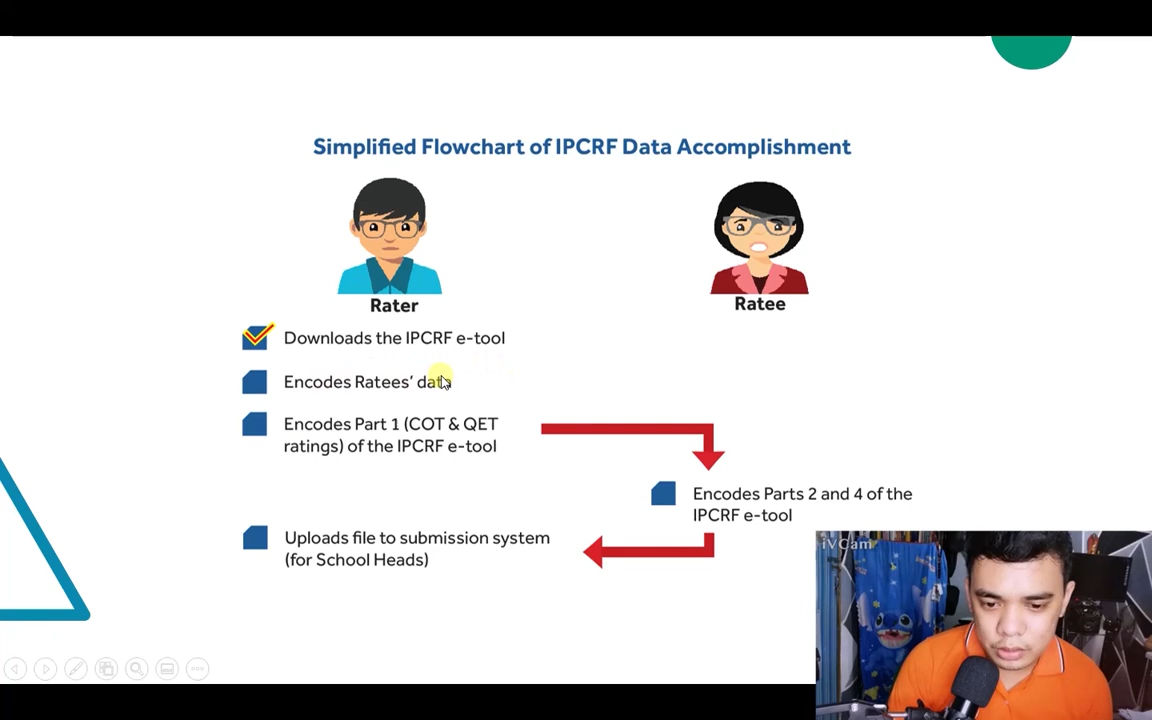 Simplified Flowchart of IPCRF Data Accomplishment
Rater
Ratee
Downloads the IPCRF e-tool
Encodes Ratees’ data
Encodes Part 1 (COT & QET
ratings) of the IPCRF e-tool
Encodes Parts 2 and 4 of the
IPCRF e-tool
Uploads file to submission system
(for School Heads)
iVCam